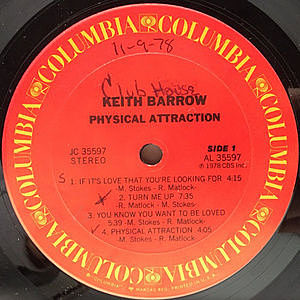 COLUMBIA COLUMBIA COLUMBIA COLUMBIA COLUMBIA COLUMBIA
11-9-78
Club House
KEITH BARROW
PHYSICAL ATTRACTION
JC 35597
STEREO
SIDE 1
AL 35597
℗ 1978 CBS Inc.
S 1. IF IT'S LOVE THAT YOU'RE LOOKING FOR 4:15
-M. Stokes - R. Matlock-
2. TURN ME UP 7:35
-R. Matlock - M. Stokes-
3. YOU KNOW YOU WANT TO BE LOVED
5:39 -M. Stokes - R. Matlock-
4. PHYSICAL ATTRACTION 4:05
-M. Stokes - R. Matlock-